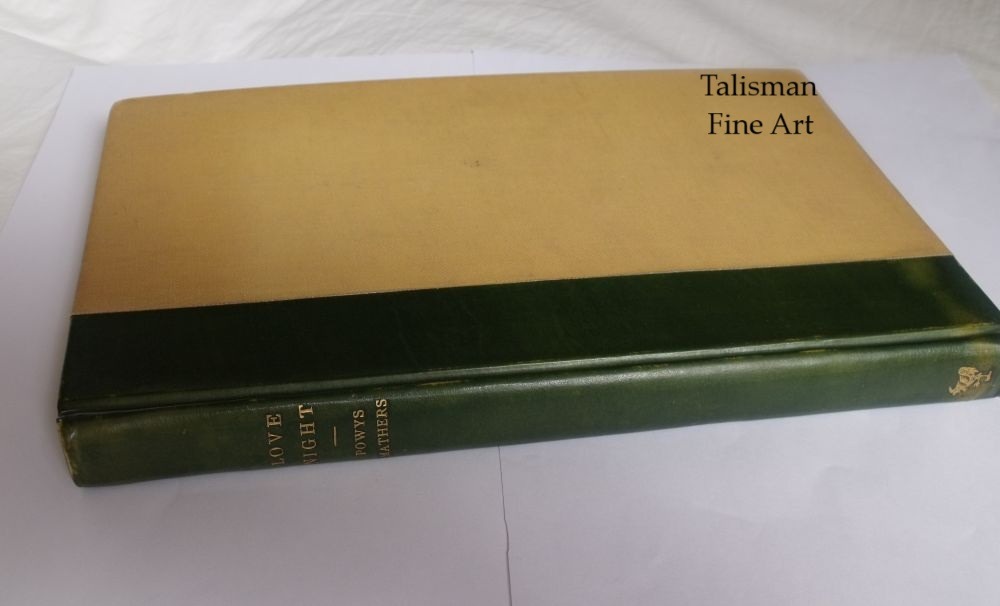 Talisman
Fine Art
LOVE
NIGHT
—
POWYS
MATHERS